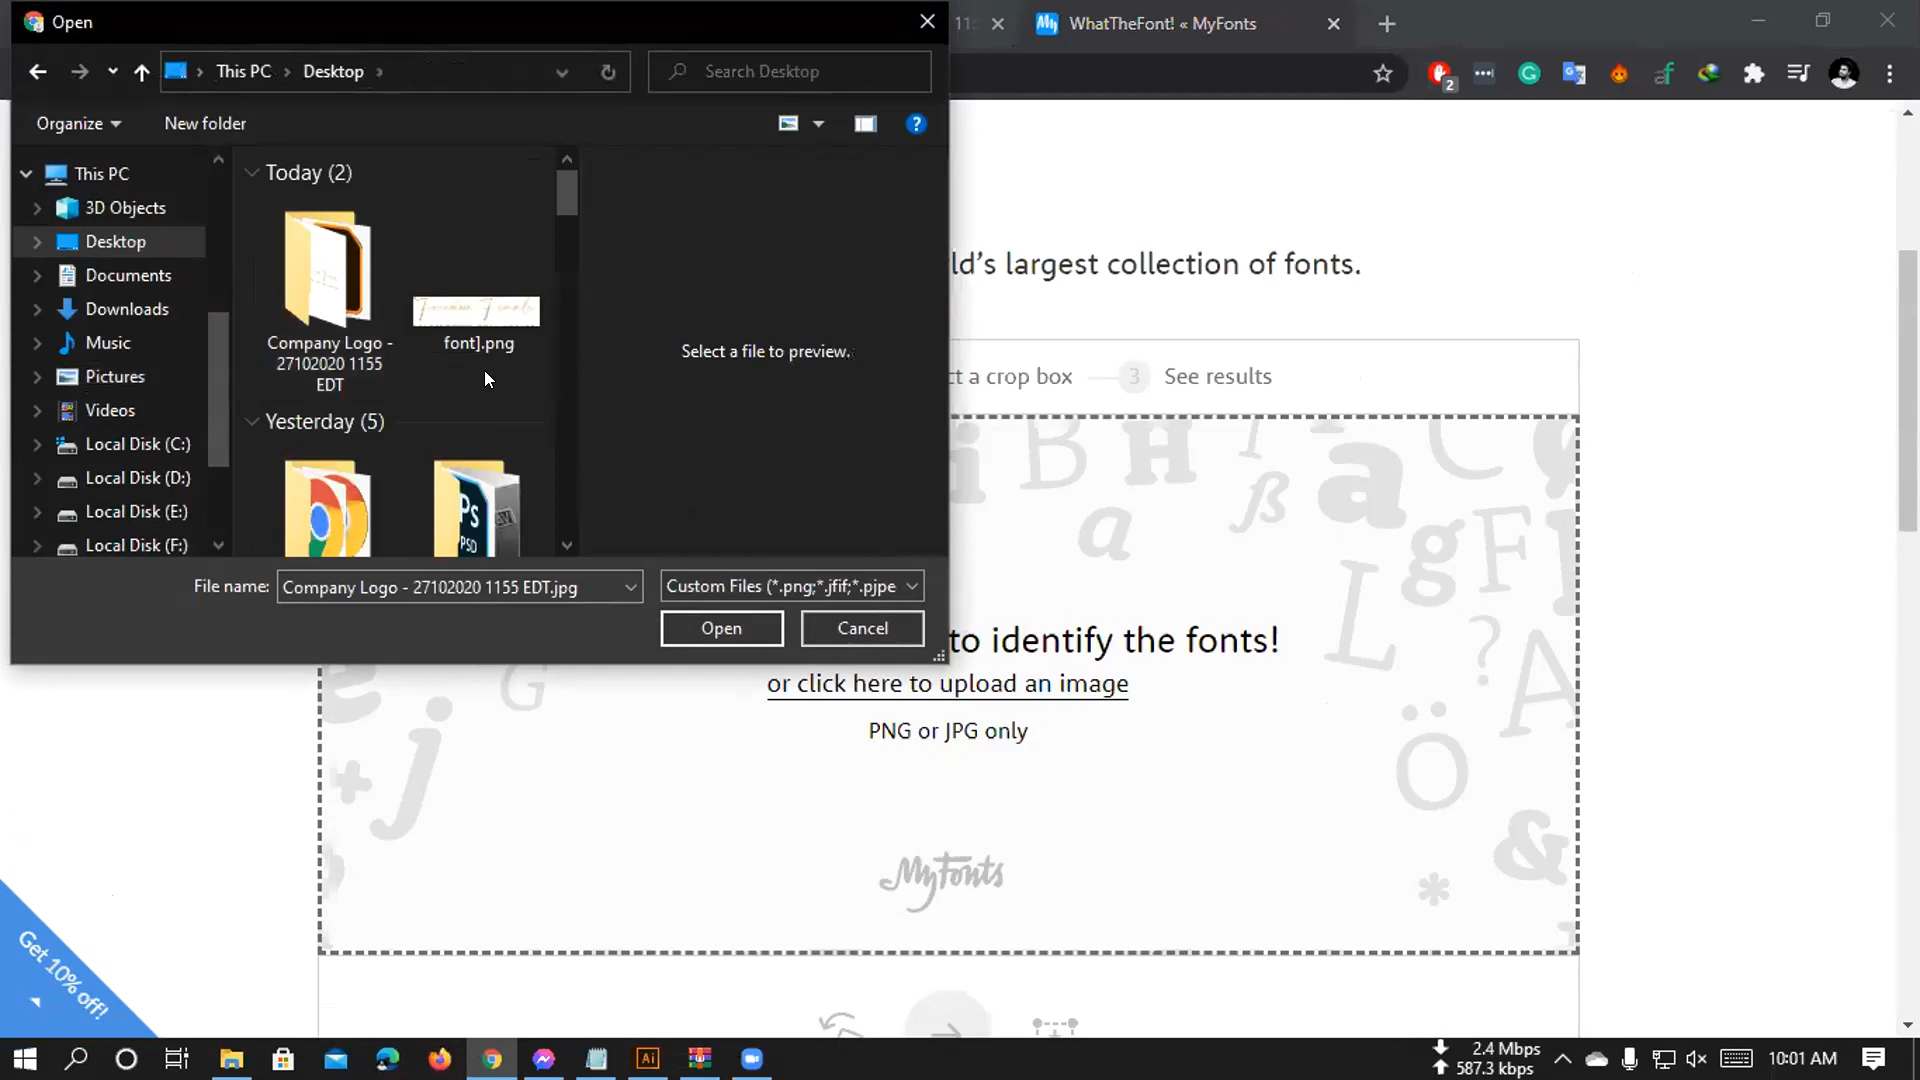 Open
This PC
Desktop
Search Desktop
Organize
New folder
This PC
3D Objects
Desktop
Documents
Downloads
Music
Pictures
Videos
Local Disk (C:)
Local Disk (D:)
Local Disk (E:)
Local Disk (F:)
Today (2)
Company Logo -
27102020 1155
EDT
font].png
Yesterday (5)
Ps
PSD
Select a file to preview.
File name:
Company Logo - 27102020 1155 EDT.jpg
Custom Files (*.png;*.jfif;*.pjpe
Open
Cancel
My
WhatTheFont! « MyFonts
2
ld's largest collection of fonts.
t a crop box
3
See results
to identify the fonts!
or click here to upload an image
PNG or JPG only
MyFonts
Get 10% off!
Ai
2.4 Mbps
587.3 kbps
10:01 AM